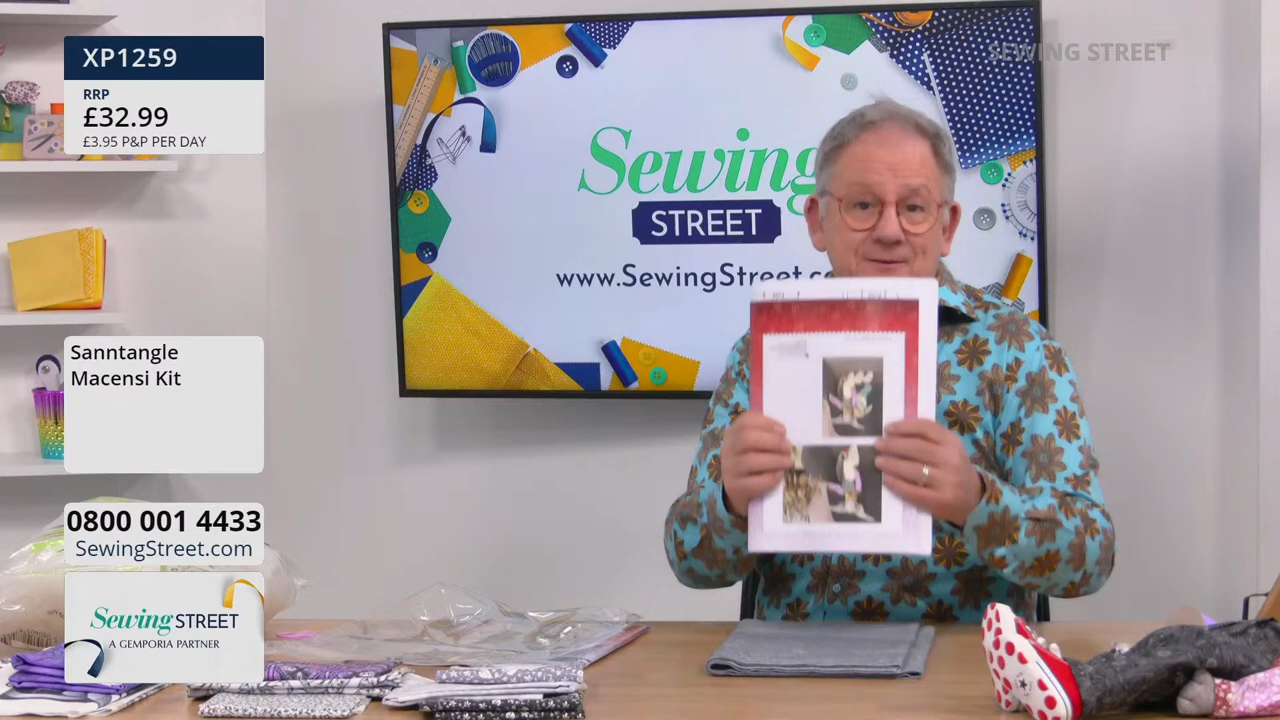 XP1259
RRP
£32.99
£3.95 P&P PER DAY
SEWING STREET
Sewing
STREET
www.SewingStreet.co
Sanntangle
Macensi Kit
0800 001 4433
SewingStreet.com
Sewing STREET
A GEMPORIA PARTNER